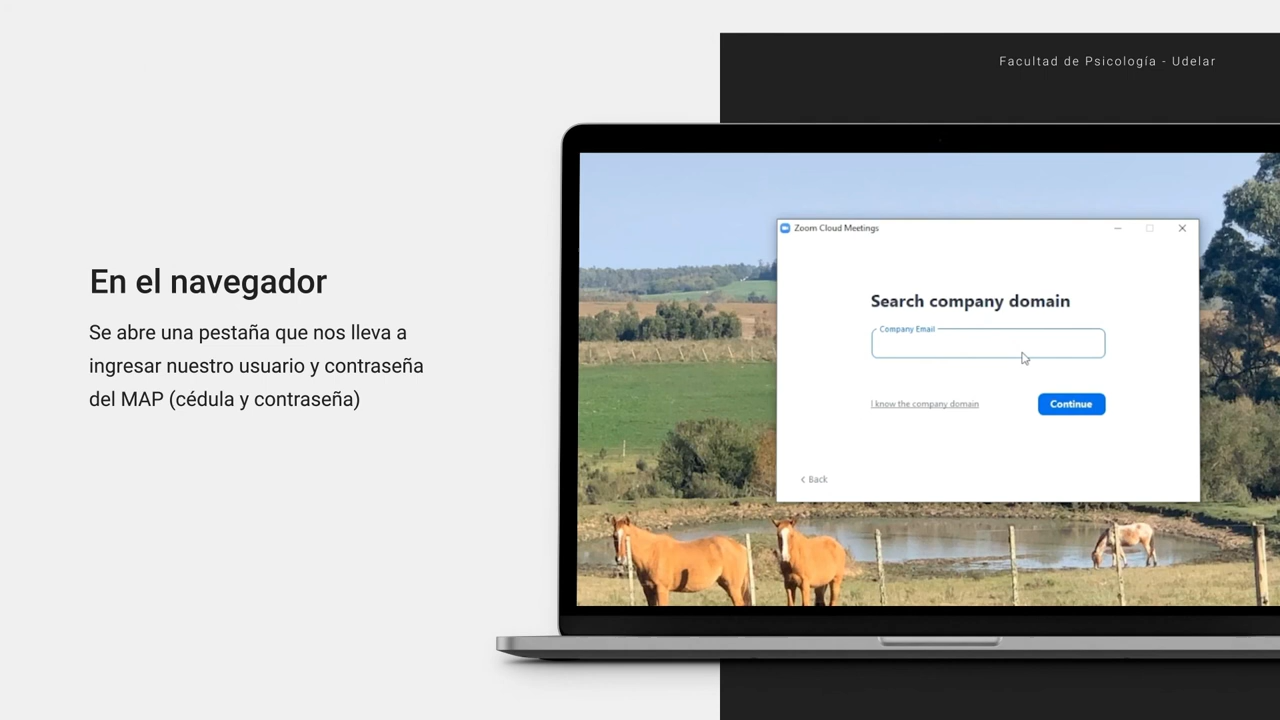 Facultad de Psicología - Udelar
En el navegador
Se abre una pestaña que nos lleva a
ingresar nuestro usuario y contraseña
del MAP (cédula y contraseña)
Zoom Cloud Meetings
Search company domain
Company Email
I know the company domain
Continue
Back